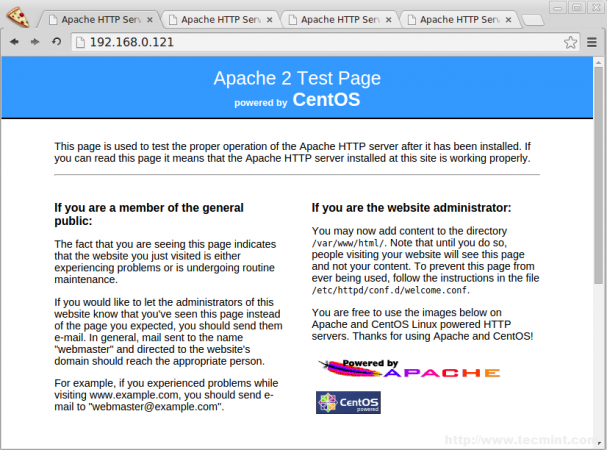 Apache HTTP Serv
Apache HTTP Serv
Apache HTTP Serv
Apache HTTP Serv
192.168.0.121
Apache 2 Test Page
powered by CentOS
This page is used to test the proper operation of the Apache HTTP server after it has been installed. If
you can read this page it means that the Apache HTTP server installed at this site is working properly.
If you are a member of the general
public:
The fact that you are seeing this page indicates
that the website you just visited is either
experiencing problems or is undergoing routine
maintenance.
If you would like to let the administrators of this
website know that you've seen this page instead
of the page you expected, you should send them
e-mail. In general, mail sent to the name
"webmaster" and directed to the website's
domain should reach the appropriate person.
For example, if you experienced problems while
visiting www.example.com, you should send e-
mail to "webmaster@example.com".
If you are the website administrator:
You may now add content to the directory
/var/www/html/. Note that until you do so,
people visiting your website will see this page
and not your content. To prevent this page from
ever being used, follow the instructions in the file
/etc/httpd/conf.d/welcome.conf.
You are free to use the images below on
Apache and CentOS Linux powered HTTP
servers. Thanks for using Apache and CentOS!
Powered by
APACHE
CentOS
powered
http://www.tecmint.com